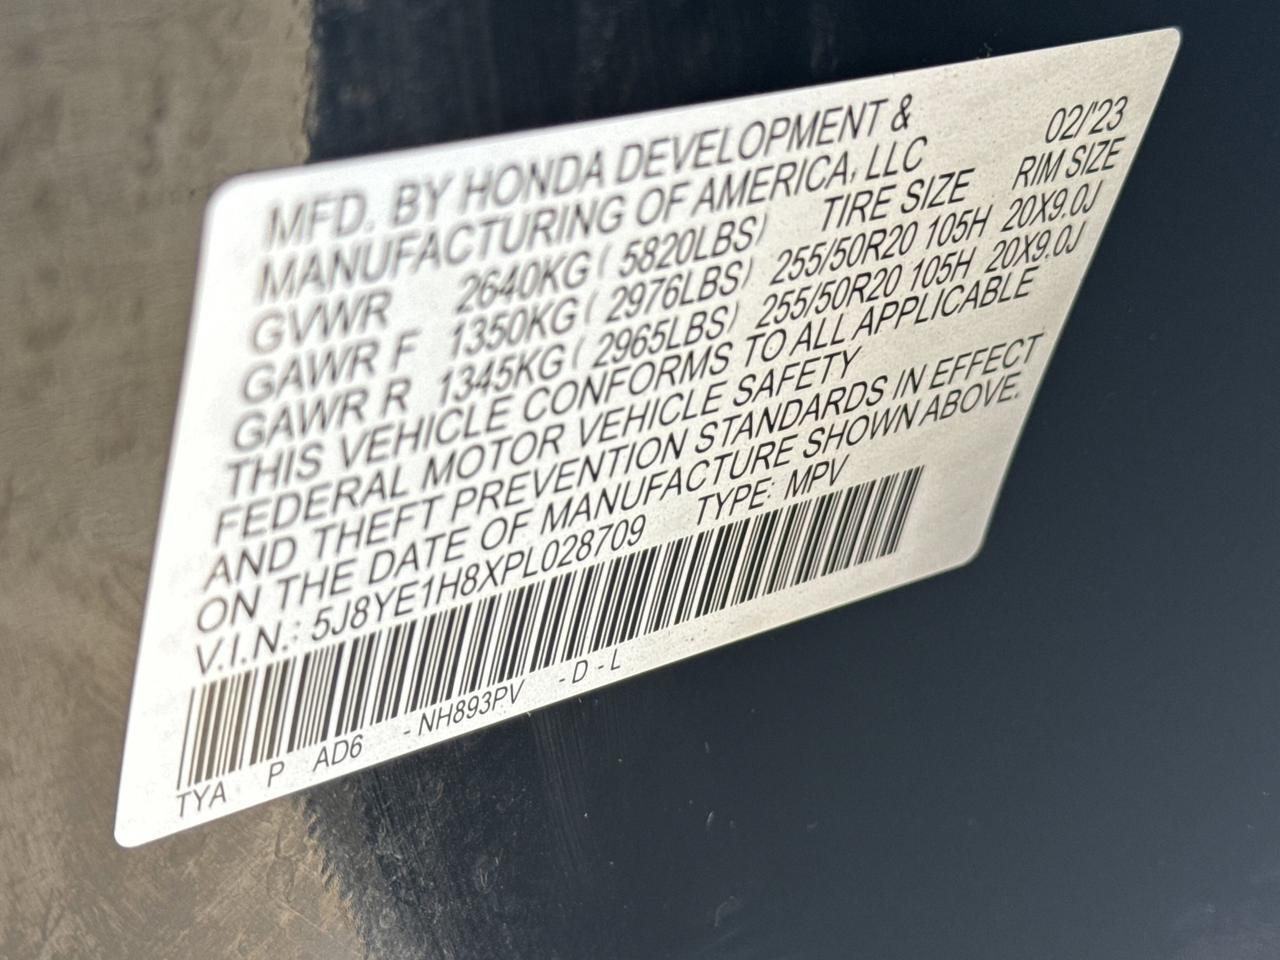 MFD. BY HONDA DEVELOPMENT &
MANUFACTURING OF AMERICA, LLC 02/'23
GVWR 2640KG ( 5820LBS) TIRE SIZE RIM SIZE
GAWR F 1350KG ( 2976LBS) 255/50R20 105H 20X9.0J
GAWR R 1345KG ( 2965LBS) 255/50R20 105H 20X9.0J
THIS VEHICLE CONFORMS TO ALL APPLICABLE
FEDERAL MOTOR VEHICLE SAFETY
AND THEFT PREVENTION STANDARDS IN EFFECT
ON THE DATE OF MANUFACTURE SHOWN ABOVE.
V.I.N.: 5J8YE1H8XPL028709 TYPE: MPV
TYA P AD6 - NH893PV - D - L